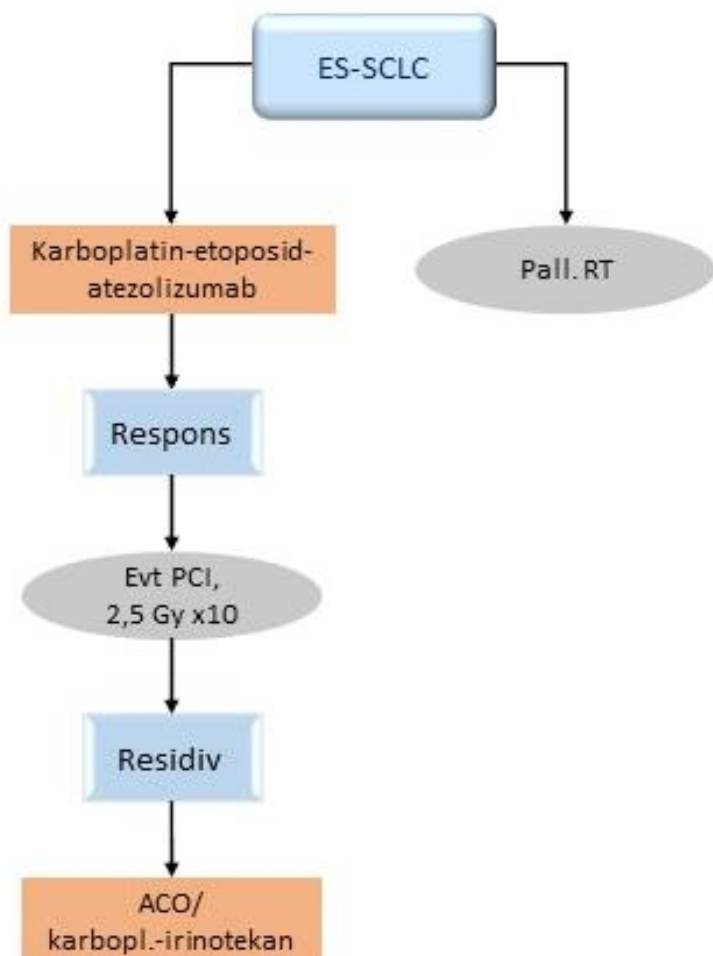 ES-SCLC
Karboplatin-etoposid-
atezolizumab
Pall. RT
Respons
Evt PCI,
2,5 Gy x10
Residiv
ACO/
karbopl.-irinotekan